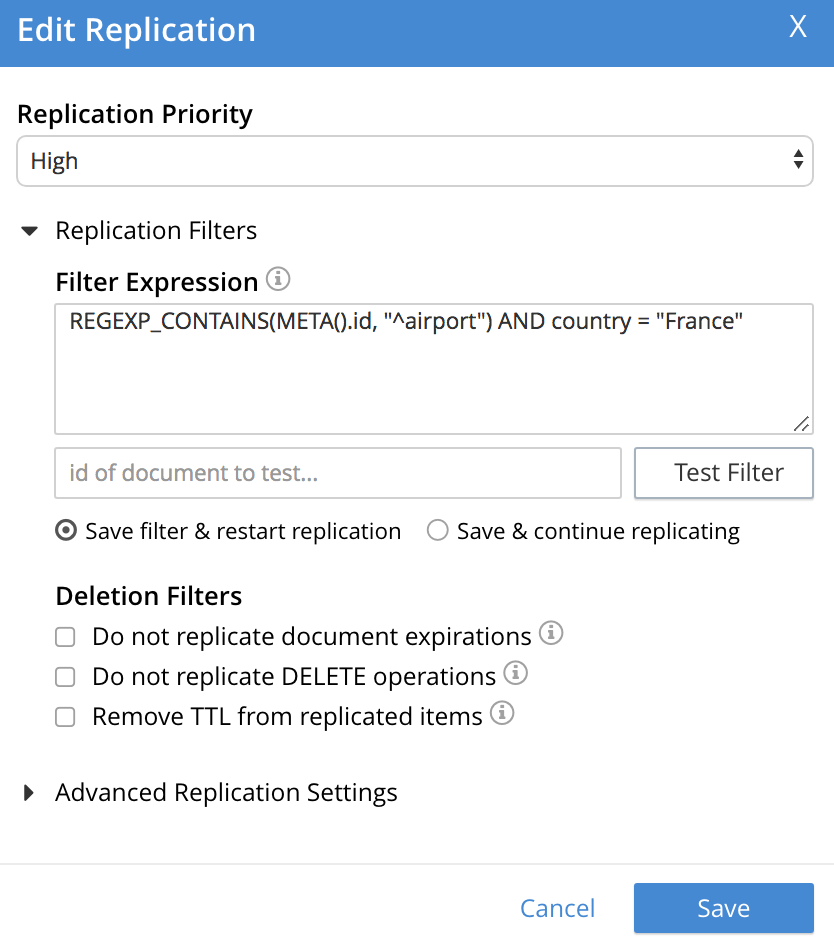 Edit Replication X
Replication Priority
High
Replication Filters
Filter Expression
REGEXP_CONTAINS(META().id, "^airport") AND country = "France"
id of document to test... Test Filter
Save filter & restart replication Save & continue replicating
Deletion Filters
Do not replicate document expirations
Do not replicate DELETE operations
Remove TTL from replicated items
Advanced Replication Settings
Cancel Save